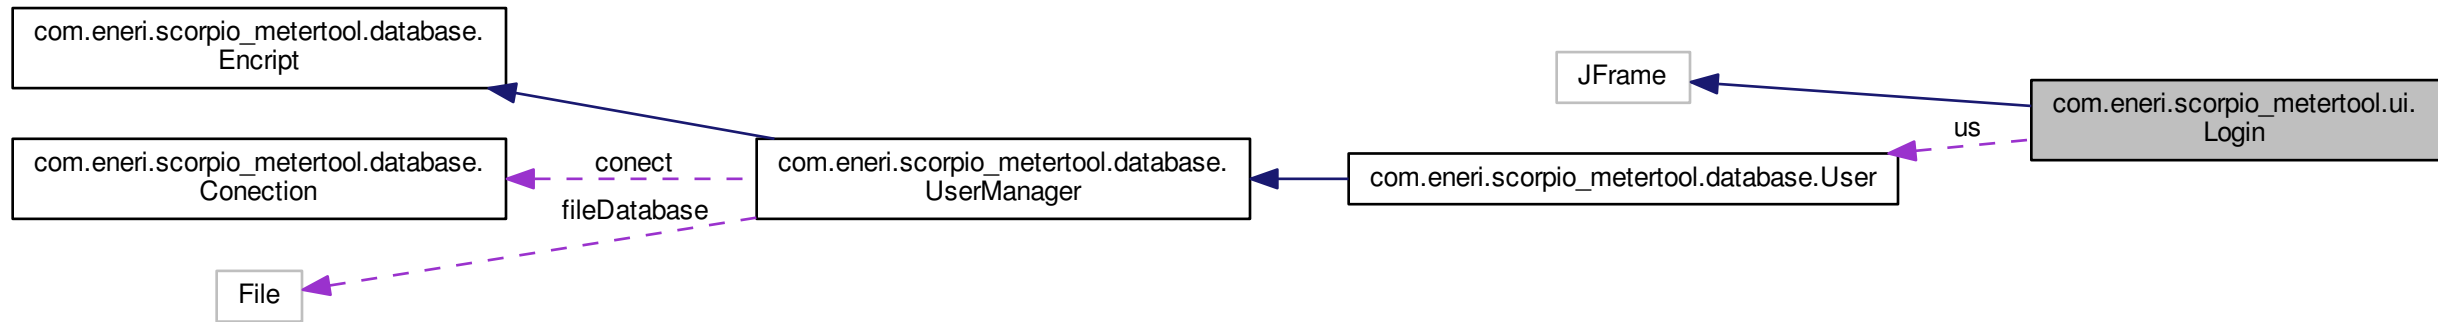 com.eneri.scorpio_metertool.database.
Encript
com.eneri.scorpio_metertool.database.
Conection
File
conect
fileDatabase
com.eneri.scorpio_metertool.database.
UserManager
com.eneri.scorpio_metertool.database.User
JFrame
us
com.eneri.scorpio_metertool.ui.
Login